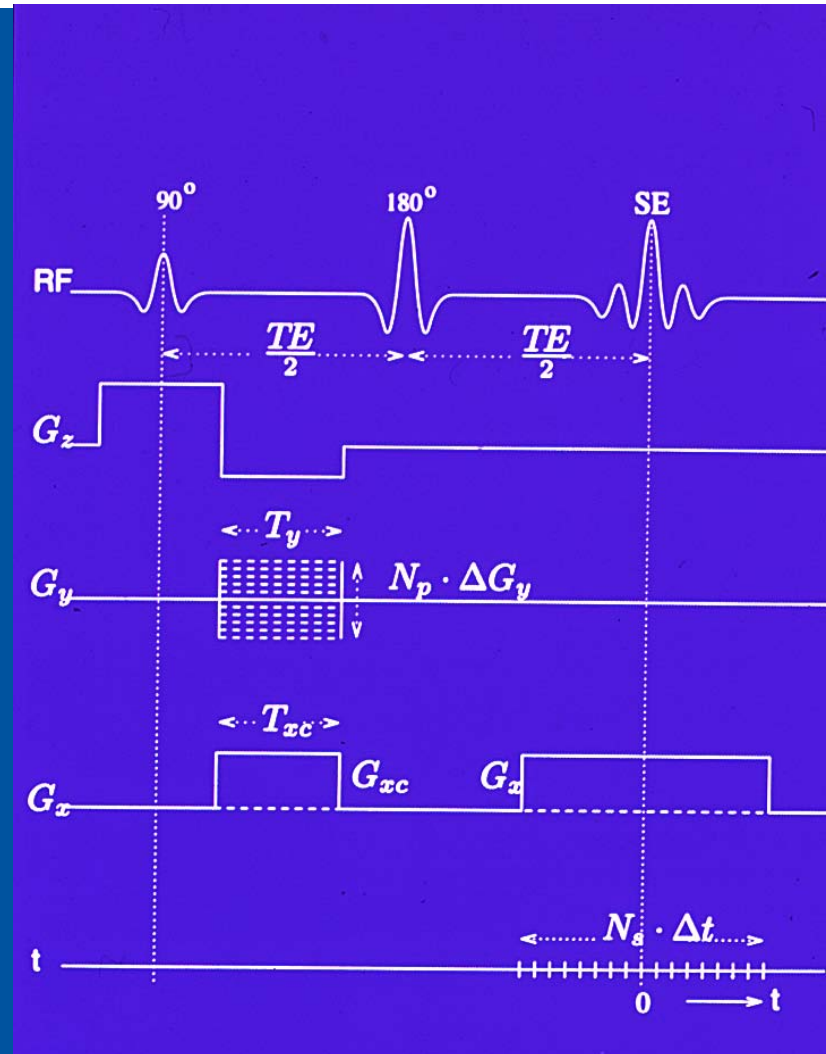 90° 180° SE
RF
TE/2 TE/2
G_z
T_y
G_y N_p · ΔG_y
T_xc
G_x G_xc G_x
N_s · Δt
t
0 t